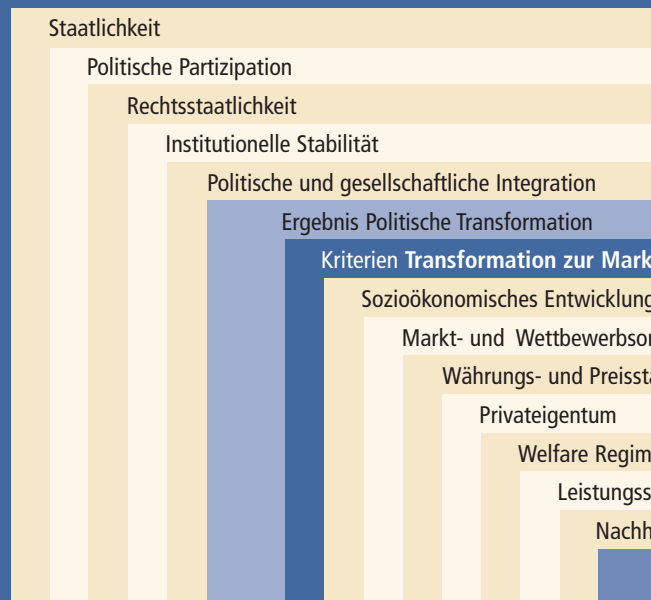 Staatlichkeit
Politische Partizipation
Rechtsstaatlichkeit
Institutionelle Stabilität
Politische und gesellschaftliche Integration
Ergebnis Politische Transformation
Kriterien Transformation zur Mark
Sozioökonomisches Entwicklung
Markt- und Wettbewerbsor
Währungs- und Preissta
Privateigentum
Welfare Regim
Leistungss
Nachh